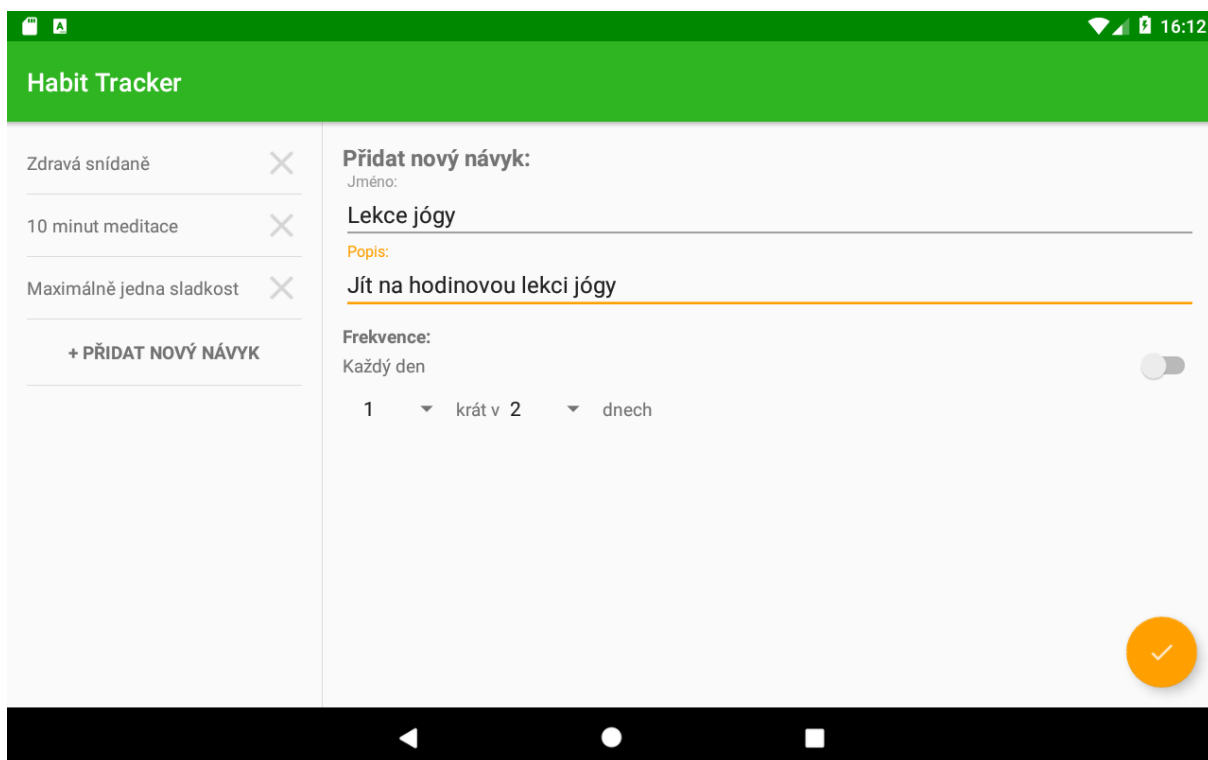 16:12
Habit Tracker
Zdravá snídaně
10 minut meditace
Maximálně jedna sladkost
+ PŘIDAT NOVÝ NÁVYK
Přidat nový návyk:
Jméno:
Lekce jógy
Popis:
Jít na hodinovou lekci jógy
Frekvence:
Každý den
1 krát v 2 dnech